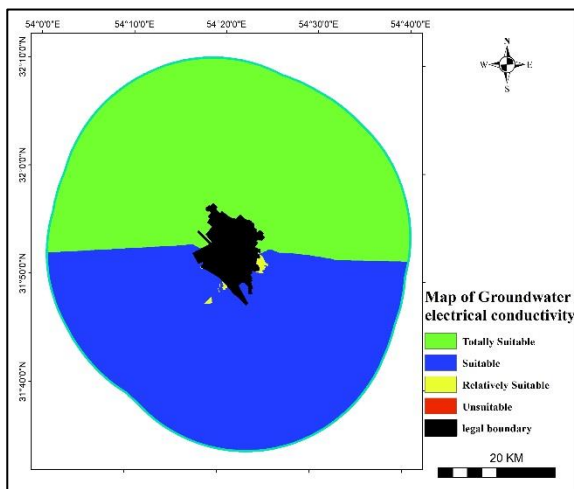 54°0'0"E 54°10'0"E 54°20'0"E 54°30'0"E 54°40'0"E
32°10'0"N
32°0'0"N
31°50'0"N
31°40'0"N
N
W E
S
Map of Groundwater
electrical conductivity
Totally Suitable
Suitable
Relatively Suitable
Unsuitable
legal boundary
20 KM